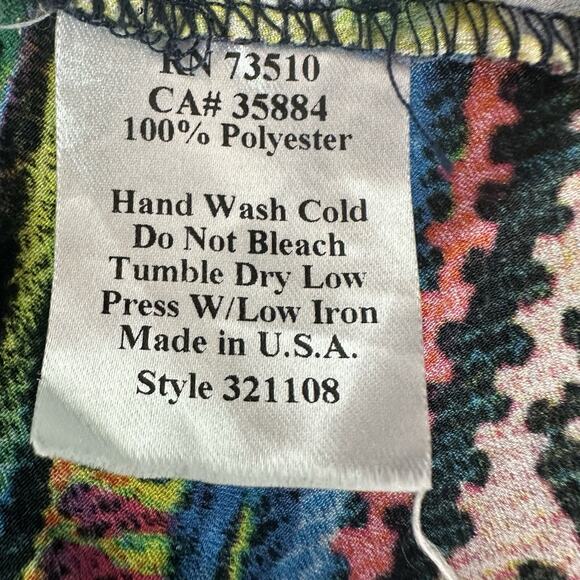 RN 73510
CA# 35884
100% Polyester
Hand Wash Cold
Do Not Bleach
Tumble Dry Low
Press W/Low Iron
Made in U.S.A.
Style 321108